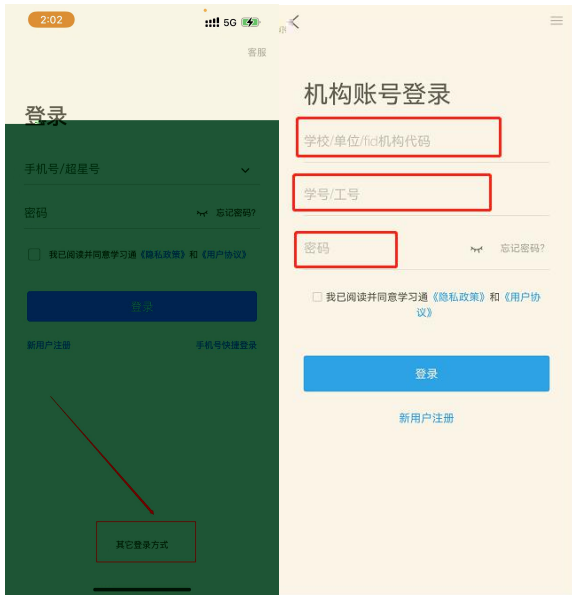 2:02
5G
客服
登录
手机号/超星号
密码
忘记密码?
我已阅读并同意学习通《隐私政策》和《用户协议》
登录
新用户注册
手机号快捷登录
其它登录方式
机构账号登录
学校/单位/fid机构代码
学号/工号
密码
忘记密码?
我已阅读并同意学习通《隐私政策》和《用户协
议》
登录
新用户注册